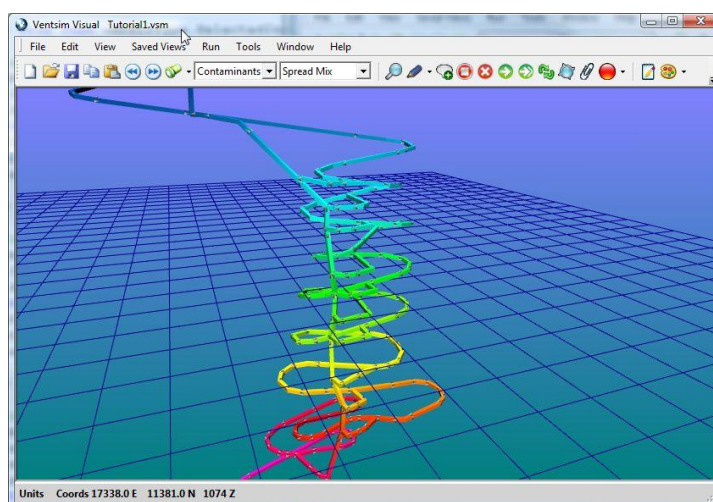 Ventsim Visual Tutorial1.vsm
File Edit View Saved Views Run Tools Window Help
Contaminants Spread Mix
Units Coords 17338.0 E 11381.0 N 1074 Z